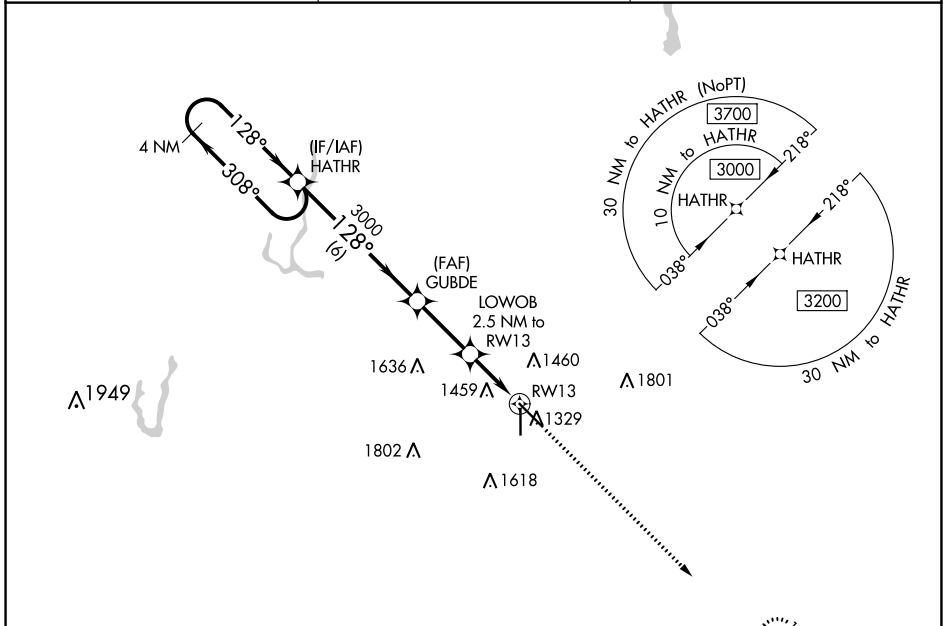 128°
4 NM
308°
(IF/IAF)
HATHR
3000
128°
(6)
(FAF)
GUBDE
LOWOB
2.5 NM to
RW13
1636
1460
1459
RW13
1801
1329
1949
1802
1618
30 NM to HATHR (NoPT)
3700
10 NM to HATHR
3000
218°
HATHR
038°
218°
HATHR
038°
3200
30 NM to HATHR